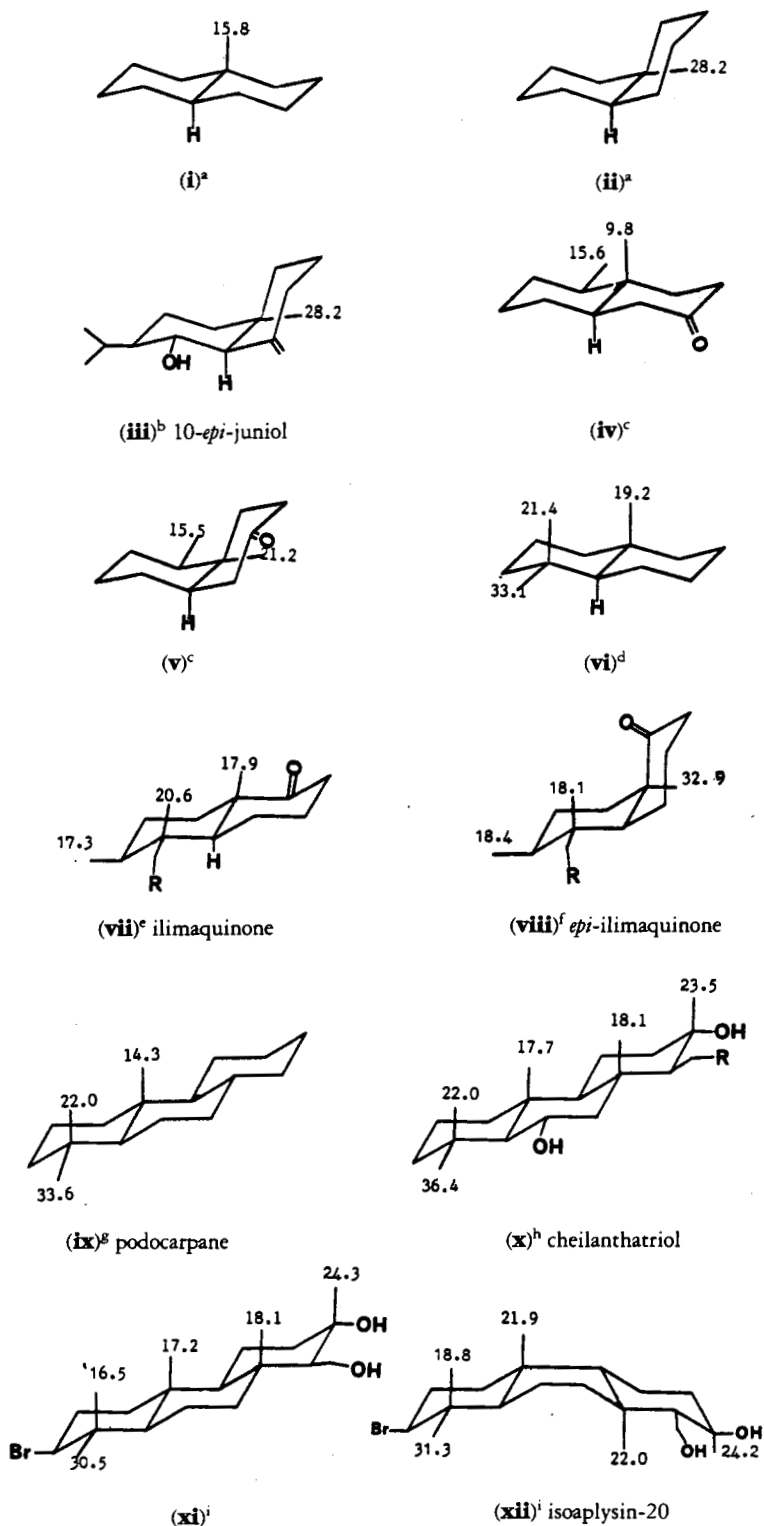 15.8
H
(i)ᵃ
28.2
H
(ii)ᵃ
28.2
OH
H
(iii)ᵇ 10-epi-juniol
9.8
15.6
H
O
(iv)ᶜ
15.5
O
21.2
H
(v)ᶜ
19.2
21.4
33.1
H
(vi)ᵈ
17.9
O
20.6
17.3
H
R
(vii)ᵉ ilimaquinone
O
32.9
18.1
18.4
R
(viii)ᶠ epi-ilimaquinone
14.3
22.0
33.6
(ix)ᵍ podocarpane
23.5
18.1
OH
17.7
R
22.0
OH
36.4
(x)ʰ cheilanthatriol
24.3
18.1
OH
17.2
16.5
OH
Br
30.5
(xi)ⁱ
21.9
18.8
Br
OH
31.3
OH
24.2
22.0
(xii)ⁱ isoaplysin-20